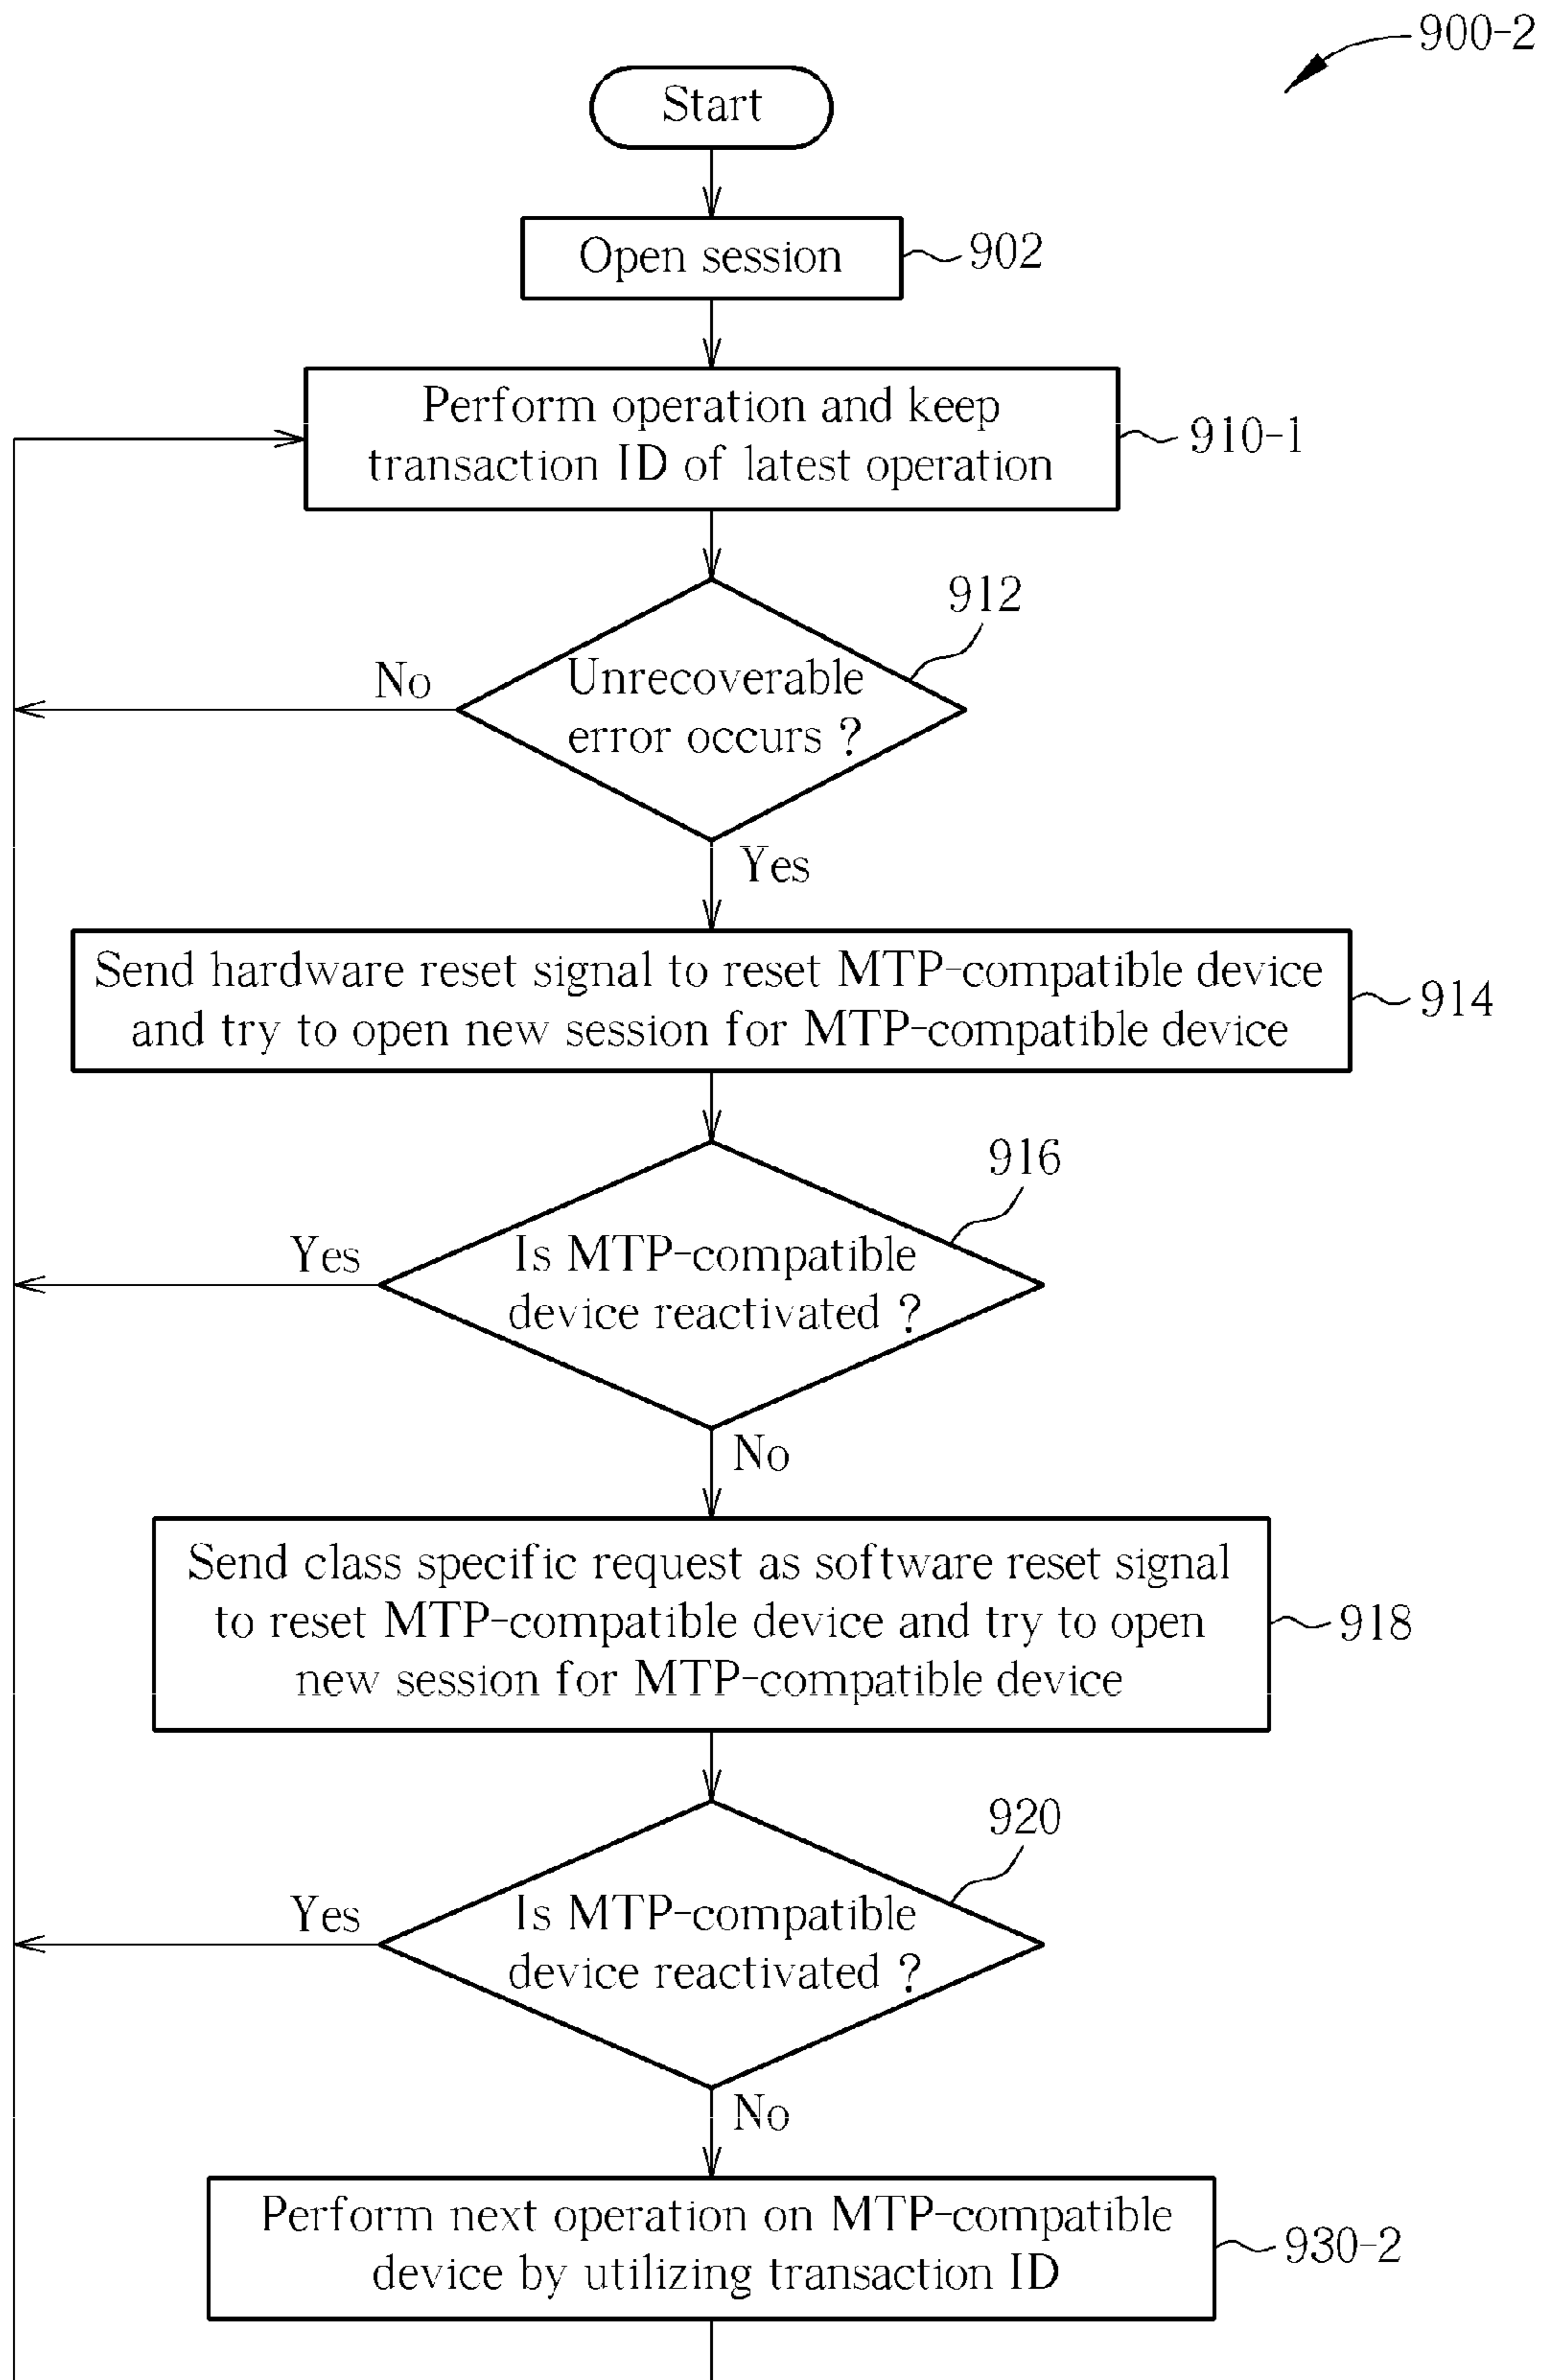 900-2
Start
Open session
902
Perform operation and keep
transaction ID of latest operation
910-1
912
No
Unrecoverable
error occurs ?
Yes
Send hardware reset signal to reset MTP-compatible device
and try to open new session for MTP-compatible device
914
916
Yes
Is MTP-compatible
device reactivated ?
No
Send class specific request as software reset signal
to reset MTP-compatible device and try to open
new session for MTP-compatible device
918
920
Yes
Is MTP-compatible
device reactivated ?
No
Perform next operation on MTP-compatible
device by utilizing transaction ID
930-2